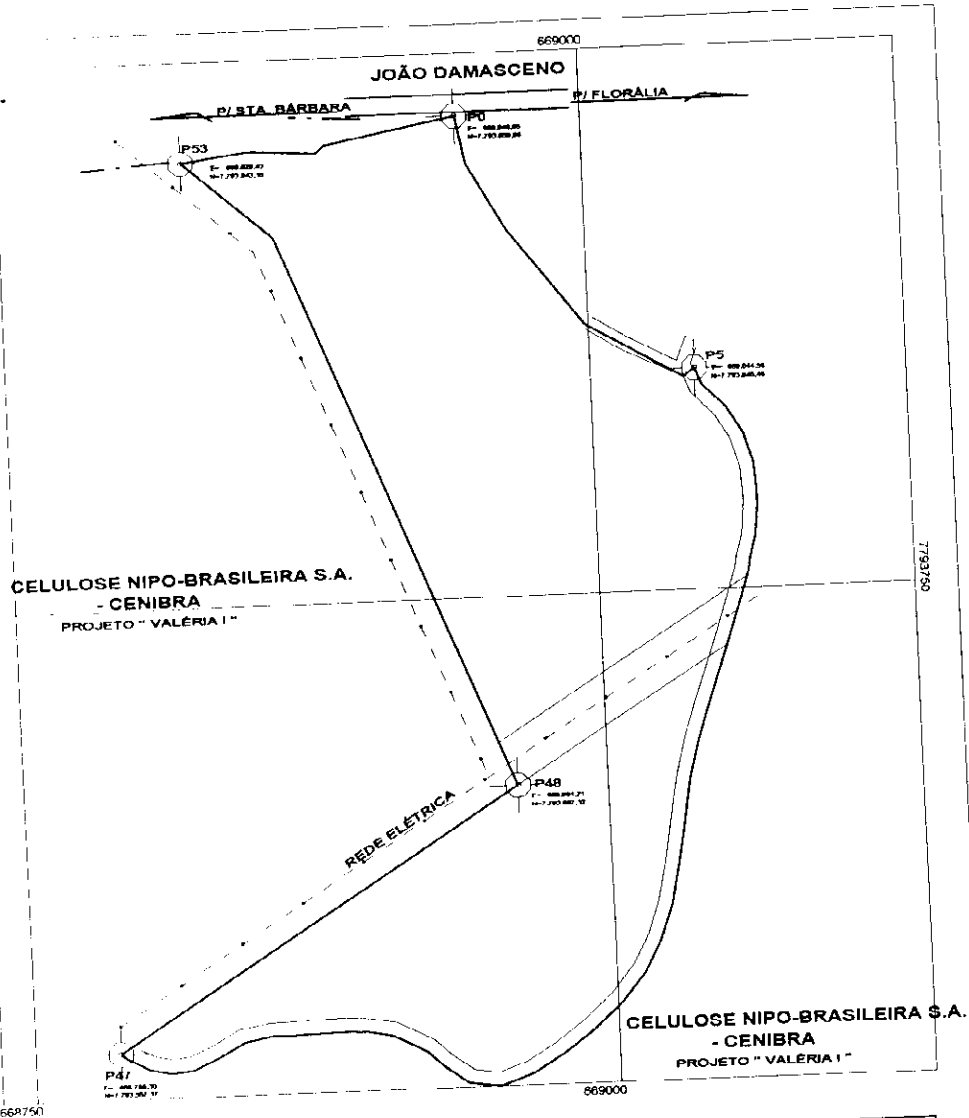 669000
JOÃO DAMASCENO
P/ STA. BÁRBARA
P/ FLORÁLIA
P0
P53
P5
7793750
CELULOSE NIPO-BRASILEIRA S.A.
- CENIBRA
PROJETO " VALÉRIA I "
P48
REDE ELÉTRICA
CELULOSE NIPO-BRASILEIRA S.A.
- CENIBRA
PROJETO " VALÉRIA I "
P47
669000
668750